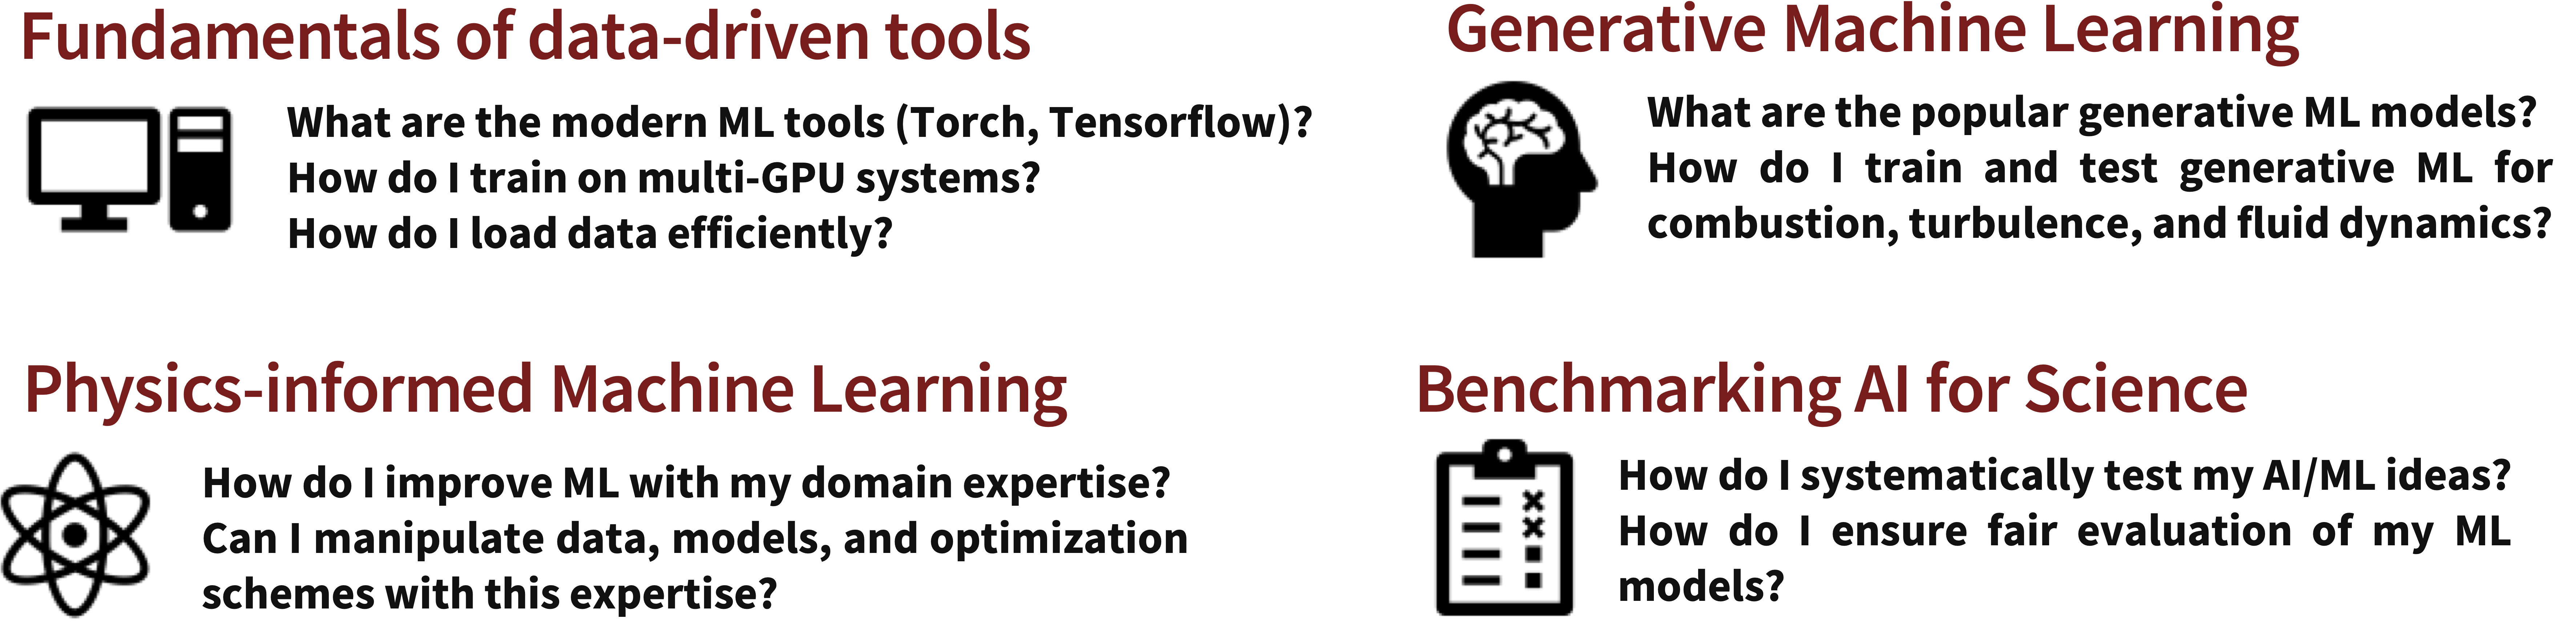 Fundamentals of data-driven tools
What are the modern ML tools (Torch, Tensorflow)?
How do I train on multi-GPU systems?
How do I load data efficiently?
Generative Machine Learning
What are the popular generative ML models?
How do I train and test generative ML for
combustion, turbulence, and fluid dynamics?
Physics-informed Machine Learning
How do I improve ML with my domain expertise?
Can I manipulate data, models, and optimization
schemes with this expertise?
Benchmarking AI for Science
How do I systematically test my AI/ML ideas?
How do I ensure fair evaluation of my ML
models?